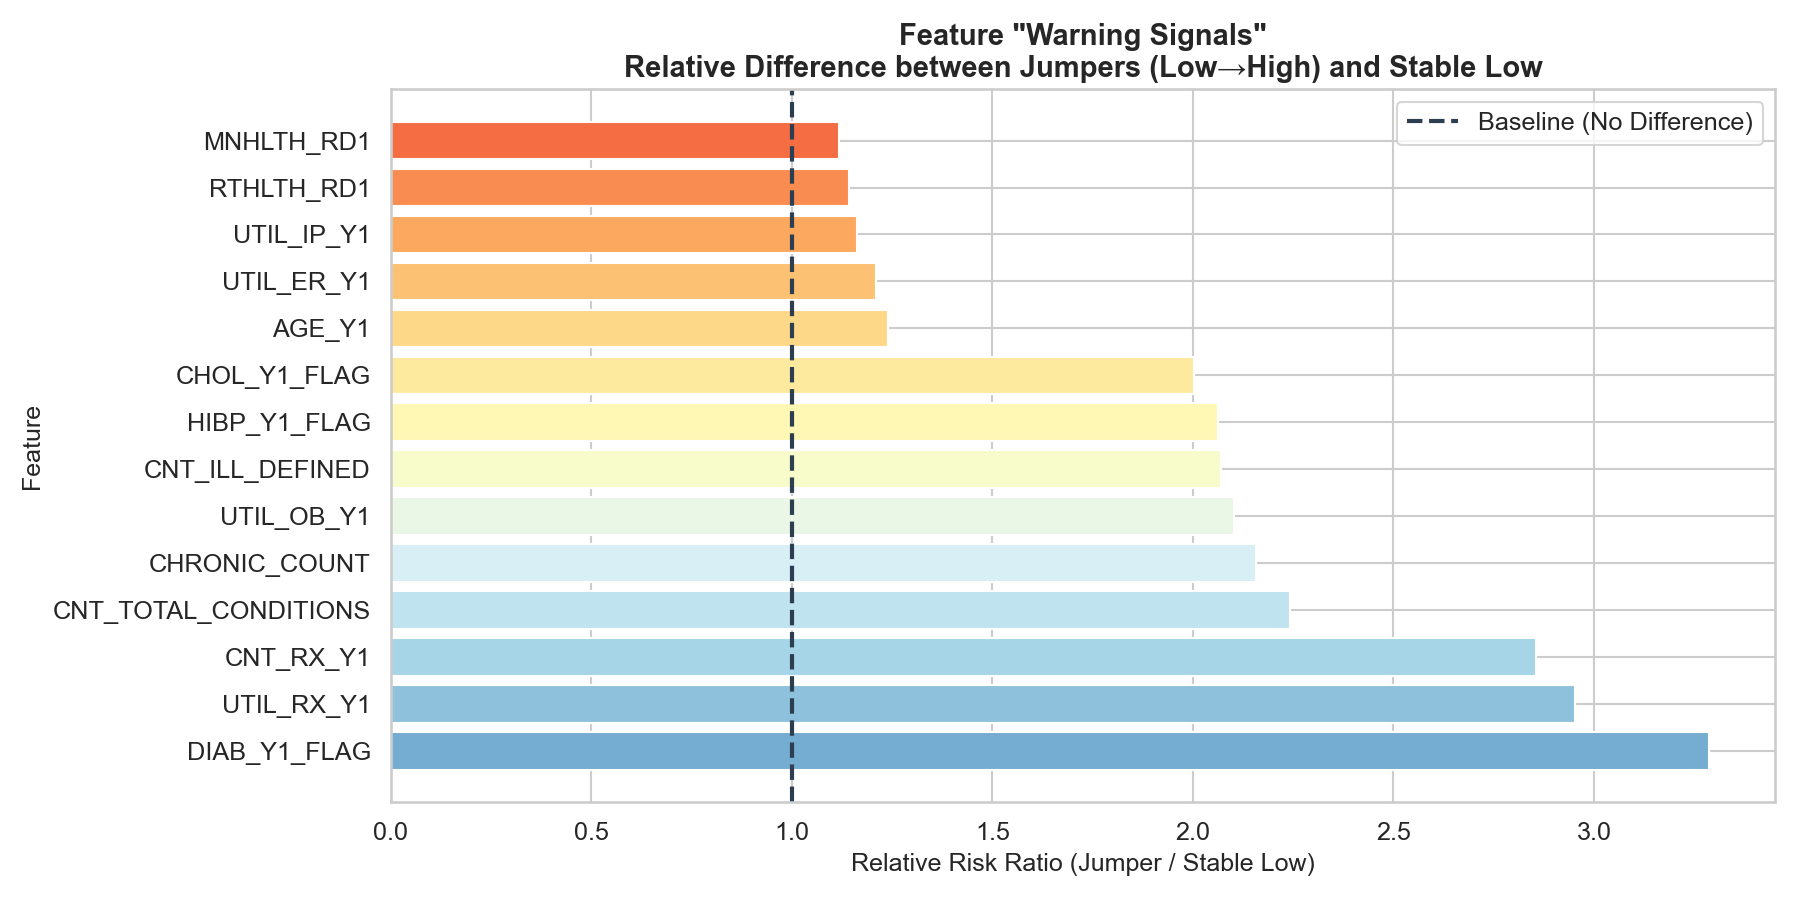 Feature "Warning Signals"
Relative Difference between Jumpers (Low→High) and Stable Low
Baseline (No Difference)
Feature
MNHLTH_RD1
RTHLTH_RD1
UTIL_IP_Y1
UTIL_ER_Y1
AGE_Y1
CHOL_Y1_FLAG
HIBP_Y1_FLAG
CNT_ILL_DEFINED
UTIL_OB_Y1
CHRONIC_COUNT
CNT_TOTAL_CONDITIONS
CNT_RX_Y1
UTIL_RX_Y1
DIAB_Y1_FLAG
0.0 0.5 1.0 1.5 2.0 2.5 3.0
Relative Risk Ratio (Jumper / Stable Low)